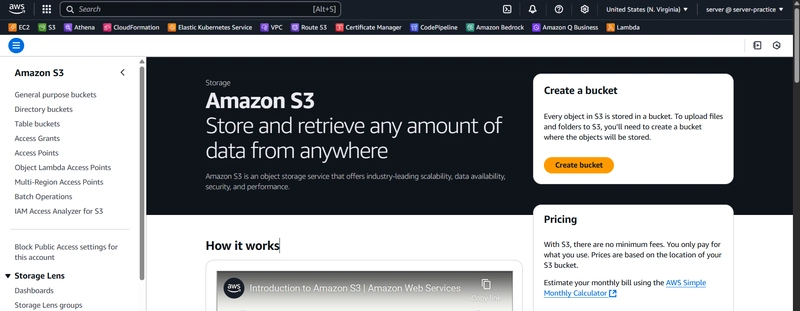 aws
Search
[Alt+S]
United States (N. Virginia)
server @ server-practice
EC2
S3
Athena
CloudFormation
Elastic Kubernetes Service
VPC
Route 53
Certificate Manager
CodePipeline
Amazon Bedrock
Amazon Q Business
Lambda
Amazon S3
General purpose buckets
Directory buckets
Table buckets
Access Grants
Access Points
Object Lambda Access Points
Multi-Region Access Points
Batch Operations
IAM Access Analyzer for S3
Block Public Access settings for
this account
Storage Lens
Dashboards
Storage Lens groups
Storage
Amazon S3
Store and retrieve any amount of
data from anywhere
Amazon S3 is an object storage service that offers industry-leading scalability, data availability,
security, and performance.
How it works
aws
Introduction to Amazon S3 | Amazon Web Services
Copy link
Create a bucket
Every object in S3 is stored in a bucket. To upload files
and folders to S3, you'll need to create a bucket
where the objects will be stored.
Create bucket
Pricing
With S3, there are no minimum fees. You only pay for
what you use. Prices are based on the location of your
S3 bucket.
Estimate your monthly bill using the AWS Simple
Monthly Calculator